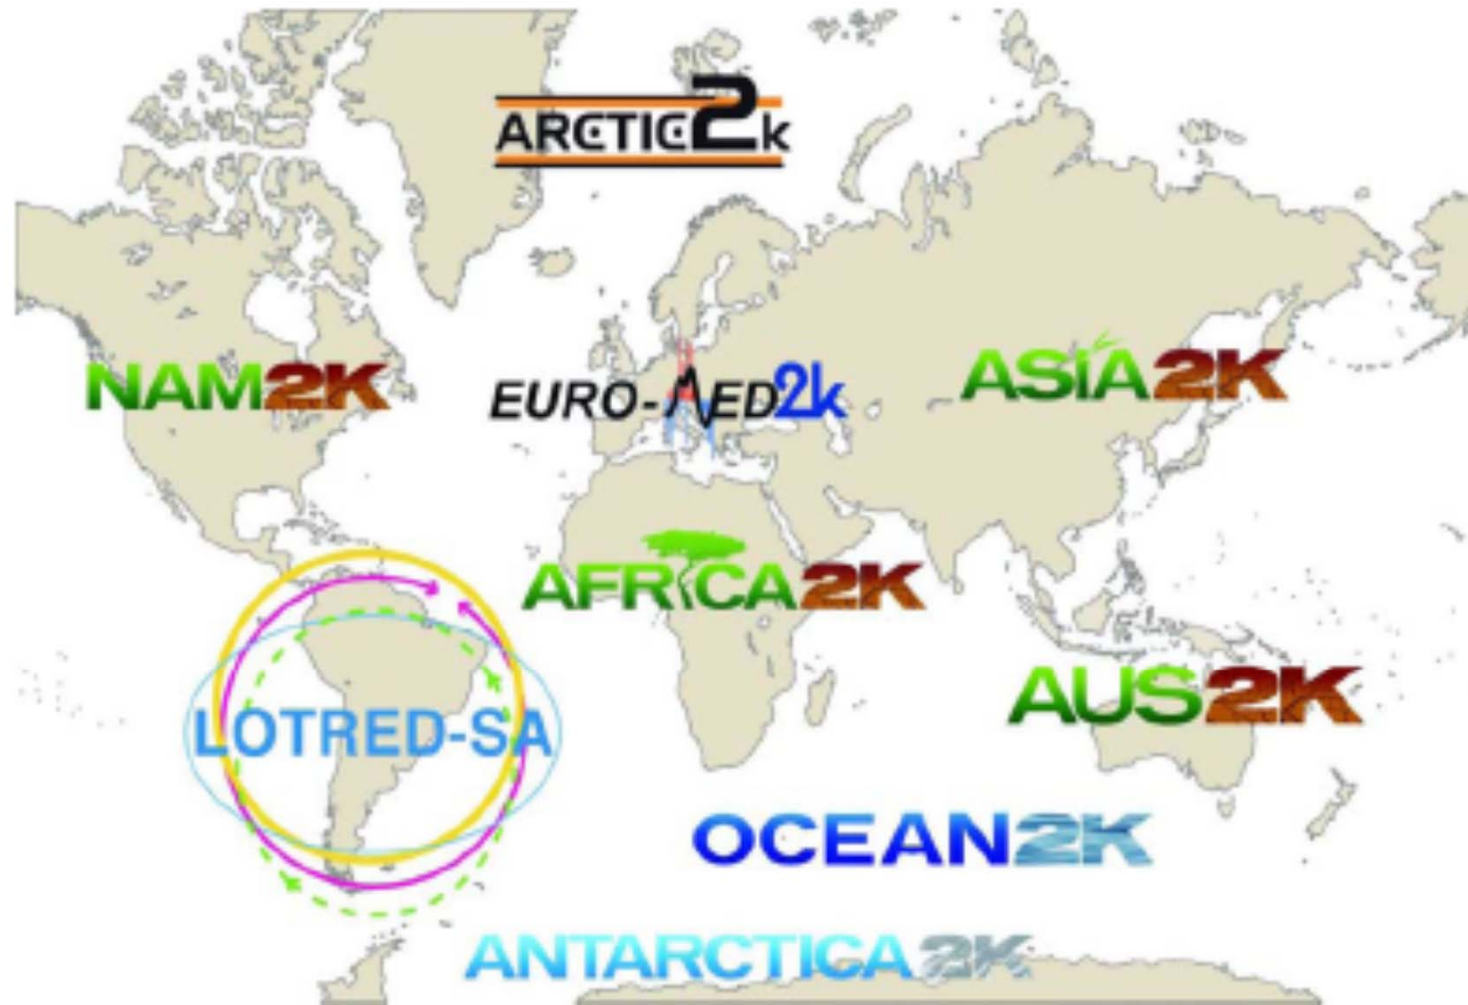 ARCTIC2k
NAM2K
EURO-MED2k
ASIA2K
AFRICA2K
LOTRED-SA
AUS2K
OCEAN2K
ANTARCTICA2K